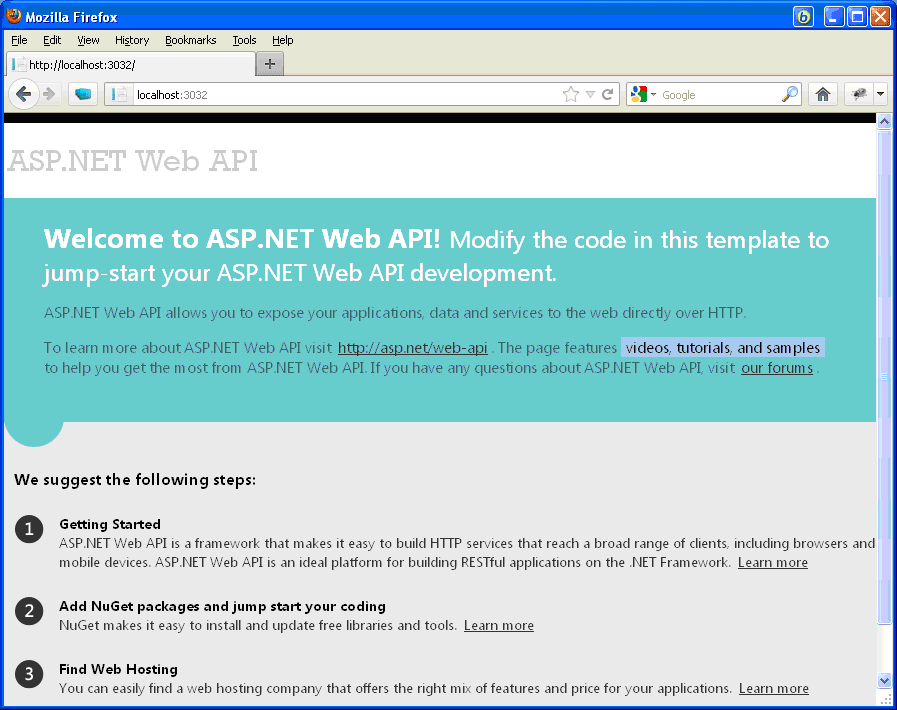 Mozilla Firefox
File Edit View History Bookmarks Tools Help
http://localhost:3032/
localhost:3032
Google
ASP.NET Web API
Welcome to ASP.NET Web API! Modify the code in this template to
jump-start your ASP.NET Web API development.
ASP.NET Web API allows you to expose your applications, data and services to the web directly over HTTP.
To learn more about ASP.NET Web API visit http://asp.net/web-api . The page features videos, tutorials, and samples
to help you get the most from ASP.NET Web API. If you have any questions about ASP.NET Web API, visit our forums .
We suggest the following steps:
1 Getting Started
ASP.NET Web API is a framework that makes it easy to build HTTP services that reach a broad range of clients, including browsers and
mobile devices. ASP.NET Web API is an ideal platform for building RESTful applications on the .NET Framework. Learn more
2 Add NuGet packages and jump start your coding
NuGet makes it easy to install and update free libraries and tools. Learn more
3 Find Web Hosting
You can easily find a web hosting company that offers the right mix of features and price for your applications. Learn more